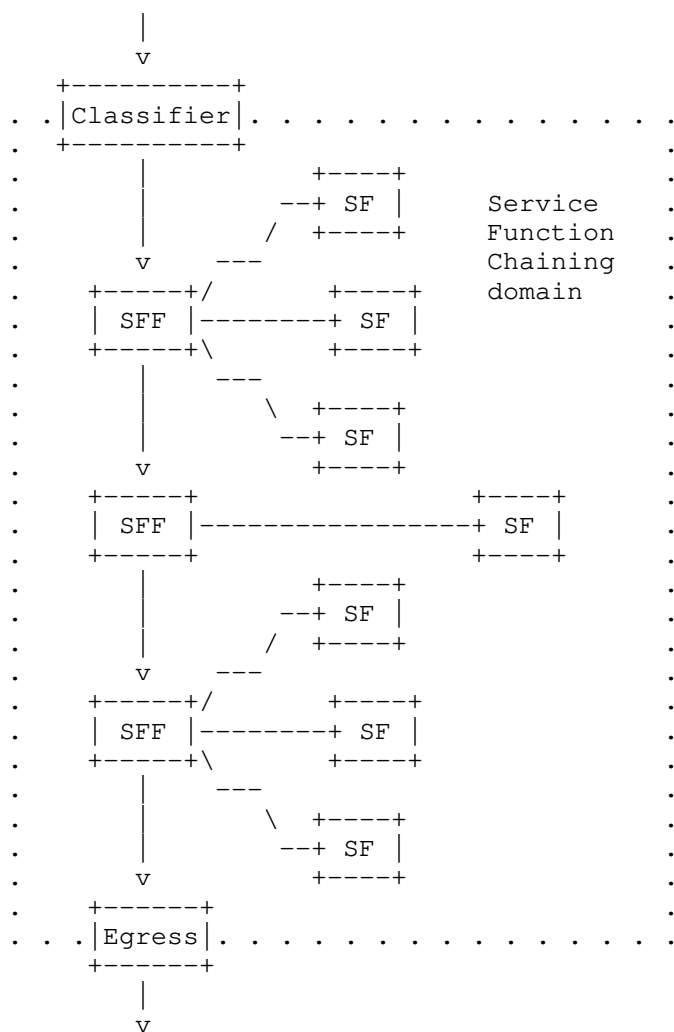 Classifier
SF Service
Function
Chaining
domain
SFF SF
SF
SFF SF
SF
SFF SF
SF
Egress